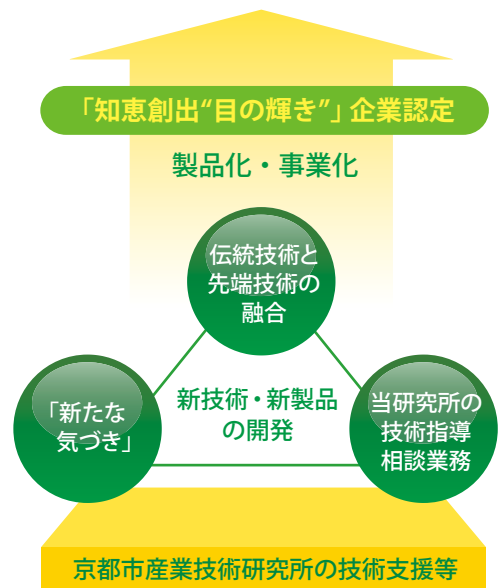 「知恵創出“目の輝き”」企業認定
製品化・事業化
伝統技術と
先端技術の
融合
「新たな
気づき」
新技術・新製品
の開発
当研究所の
技術指導
相談業務
京都市産業技術研究所の技術支援等